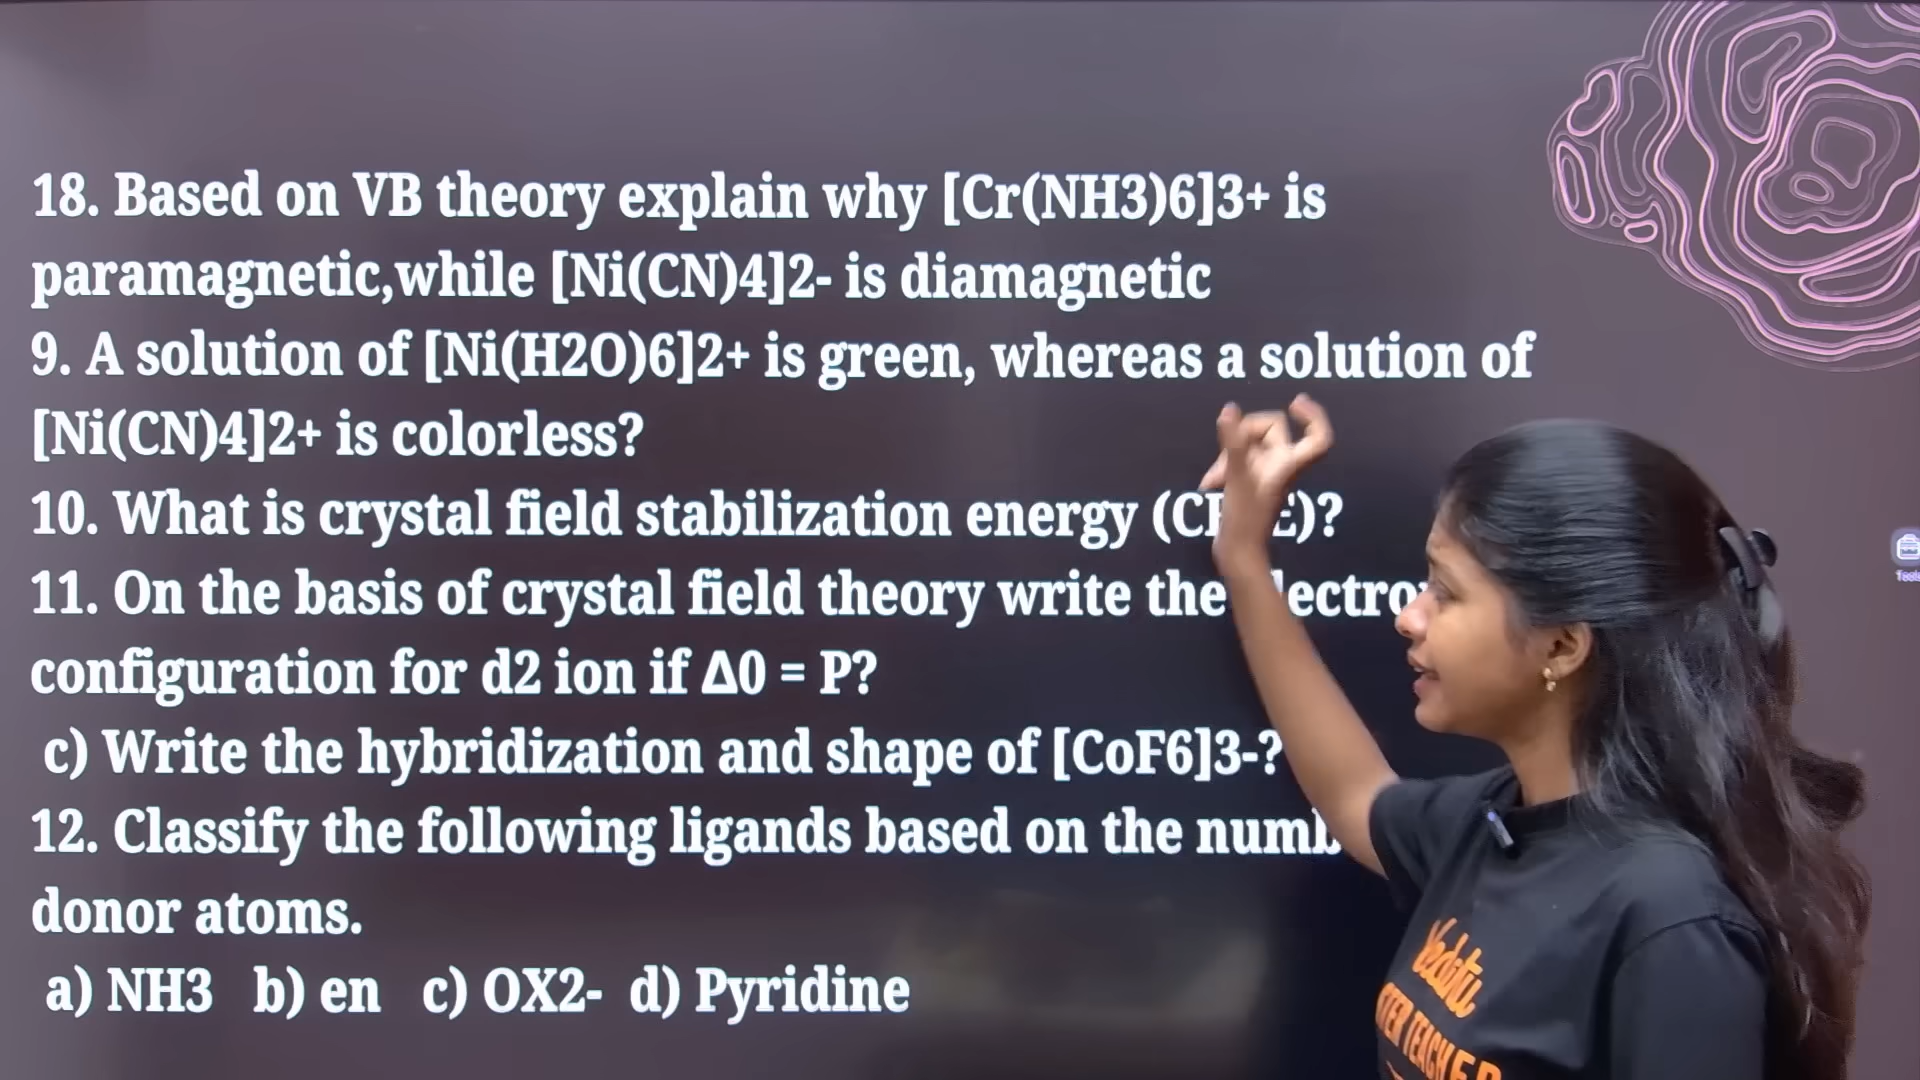 18. Based on VB theory explain why [Cr(NH3)6]3+ is
paramagnetic,while [Ni(CN)4]2- is diamagnetic
9. A solution of [Ni(H2O)6]2+ is green, whereas a solution of
[Ni(CN)4]2+ is colorless?
10. What is crystal field stabilization energy
11. On the basis of crystal field theory write the
configuration for d2 ion if Δ0 = P?
c) Write the hybridization and shape of [CoF6]3-?
12. Classify the following ligands based on the
donor atoms.
a) NH3 b) en c) OX2- d) Pyridine
Vedantu
TEACHER